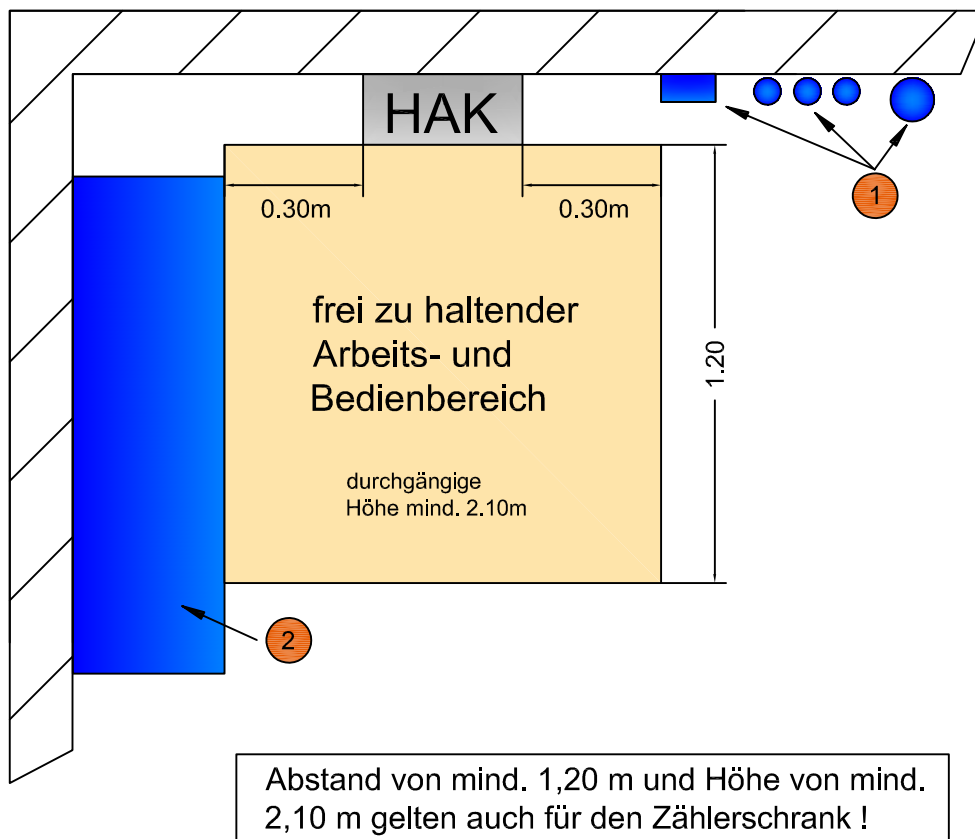 HAK
1
0.30m
0.30m
frei zu haltender
Arbeits- und
Bedienbereich
1.20
durchgängige
Höhe mind. 2.10m
2
Abstand von mind. 1,20 m und Höhe von mind.
2,10 m gelten auch für den Zählerschrank !